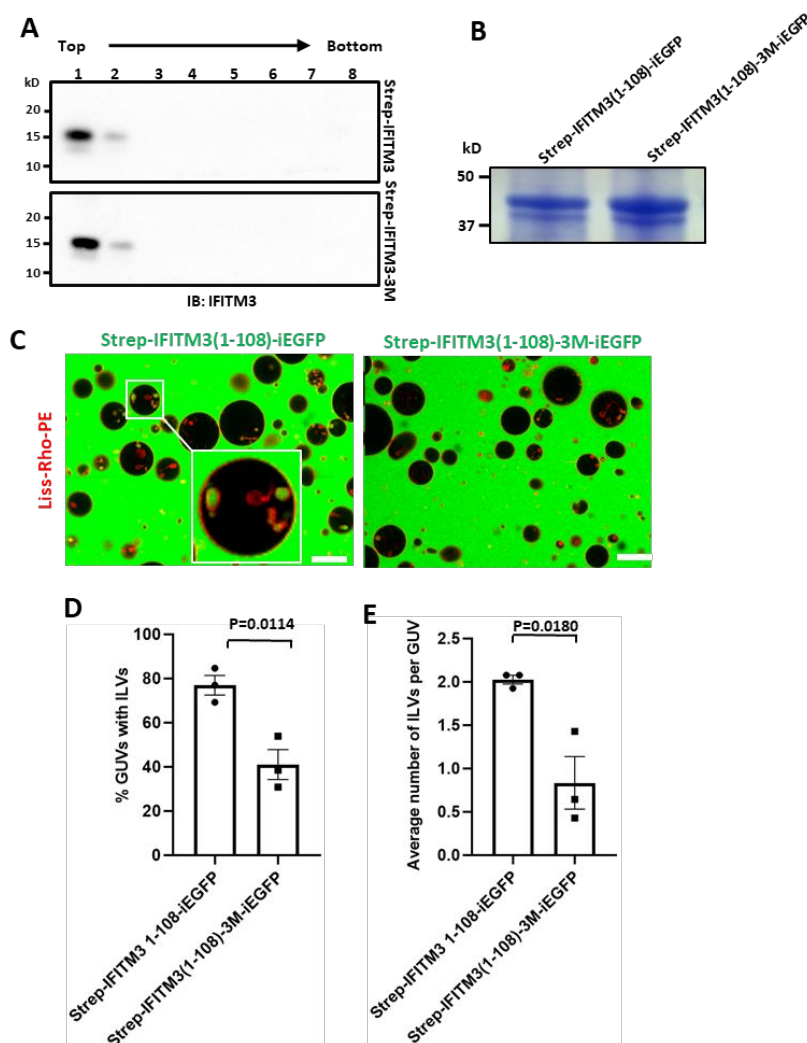 A
Top
Bottom
kD
1 2 3 4 5 6 7 8
20
15
10
Strep-IFITM3
20
15
10
Strep-IFITM3-3M
IB: IFITM3
B
Strep-IFITM3(1-108)-iEGFP
Strep-IFITM3(1-108)-3M-iEGFP
kD
50
37
C
Strep-IFITM3(1-108)-iEGFP
Strep-IFITM3(1-108)-3M-iEGFP
Liss-Rho-PE
D
P=0.0114
% GUVs with ILVs
100
80
60
40
20
0
Strep-IFITM3 1-108-iEGFP
Strep-IFITM3(1-108)-3M-iEGFP
E
P=0.0180
Average number of ILVs per GUV
2.5
2.0
1.5
1.0
0.5
0.0
Strep-IFITM3 1-108-iEGFP
Strep-IFITM3(1-108)-3M-iEGFP